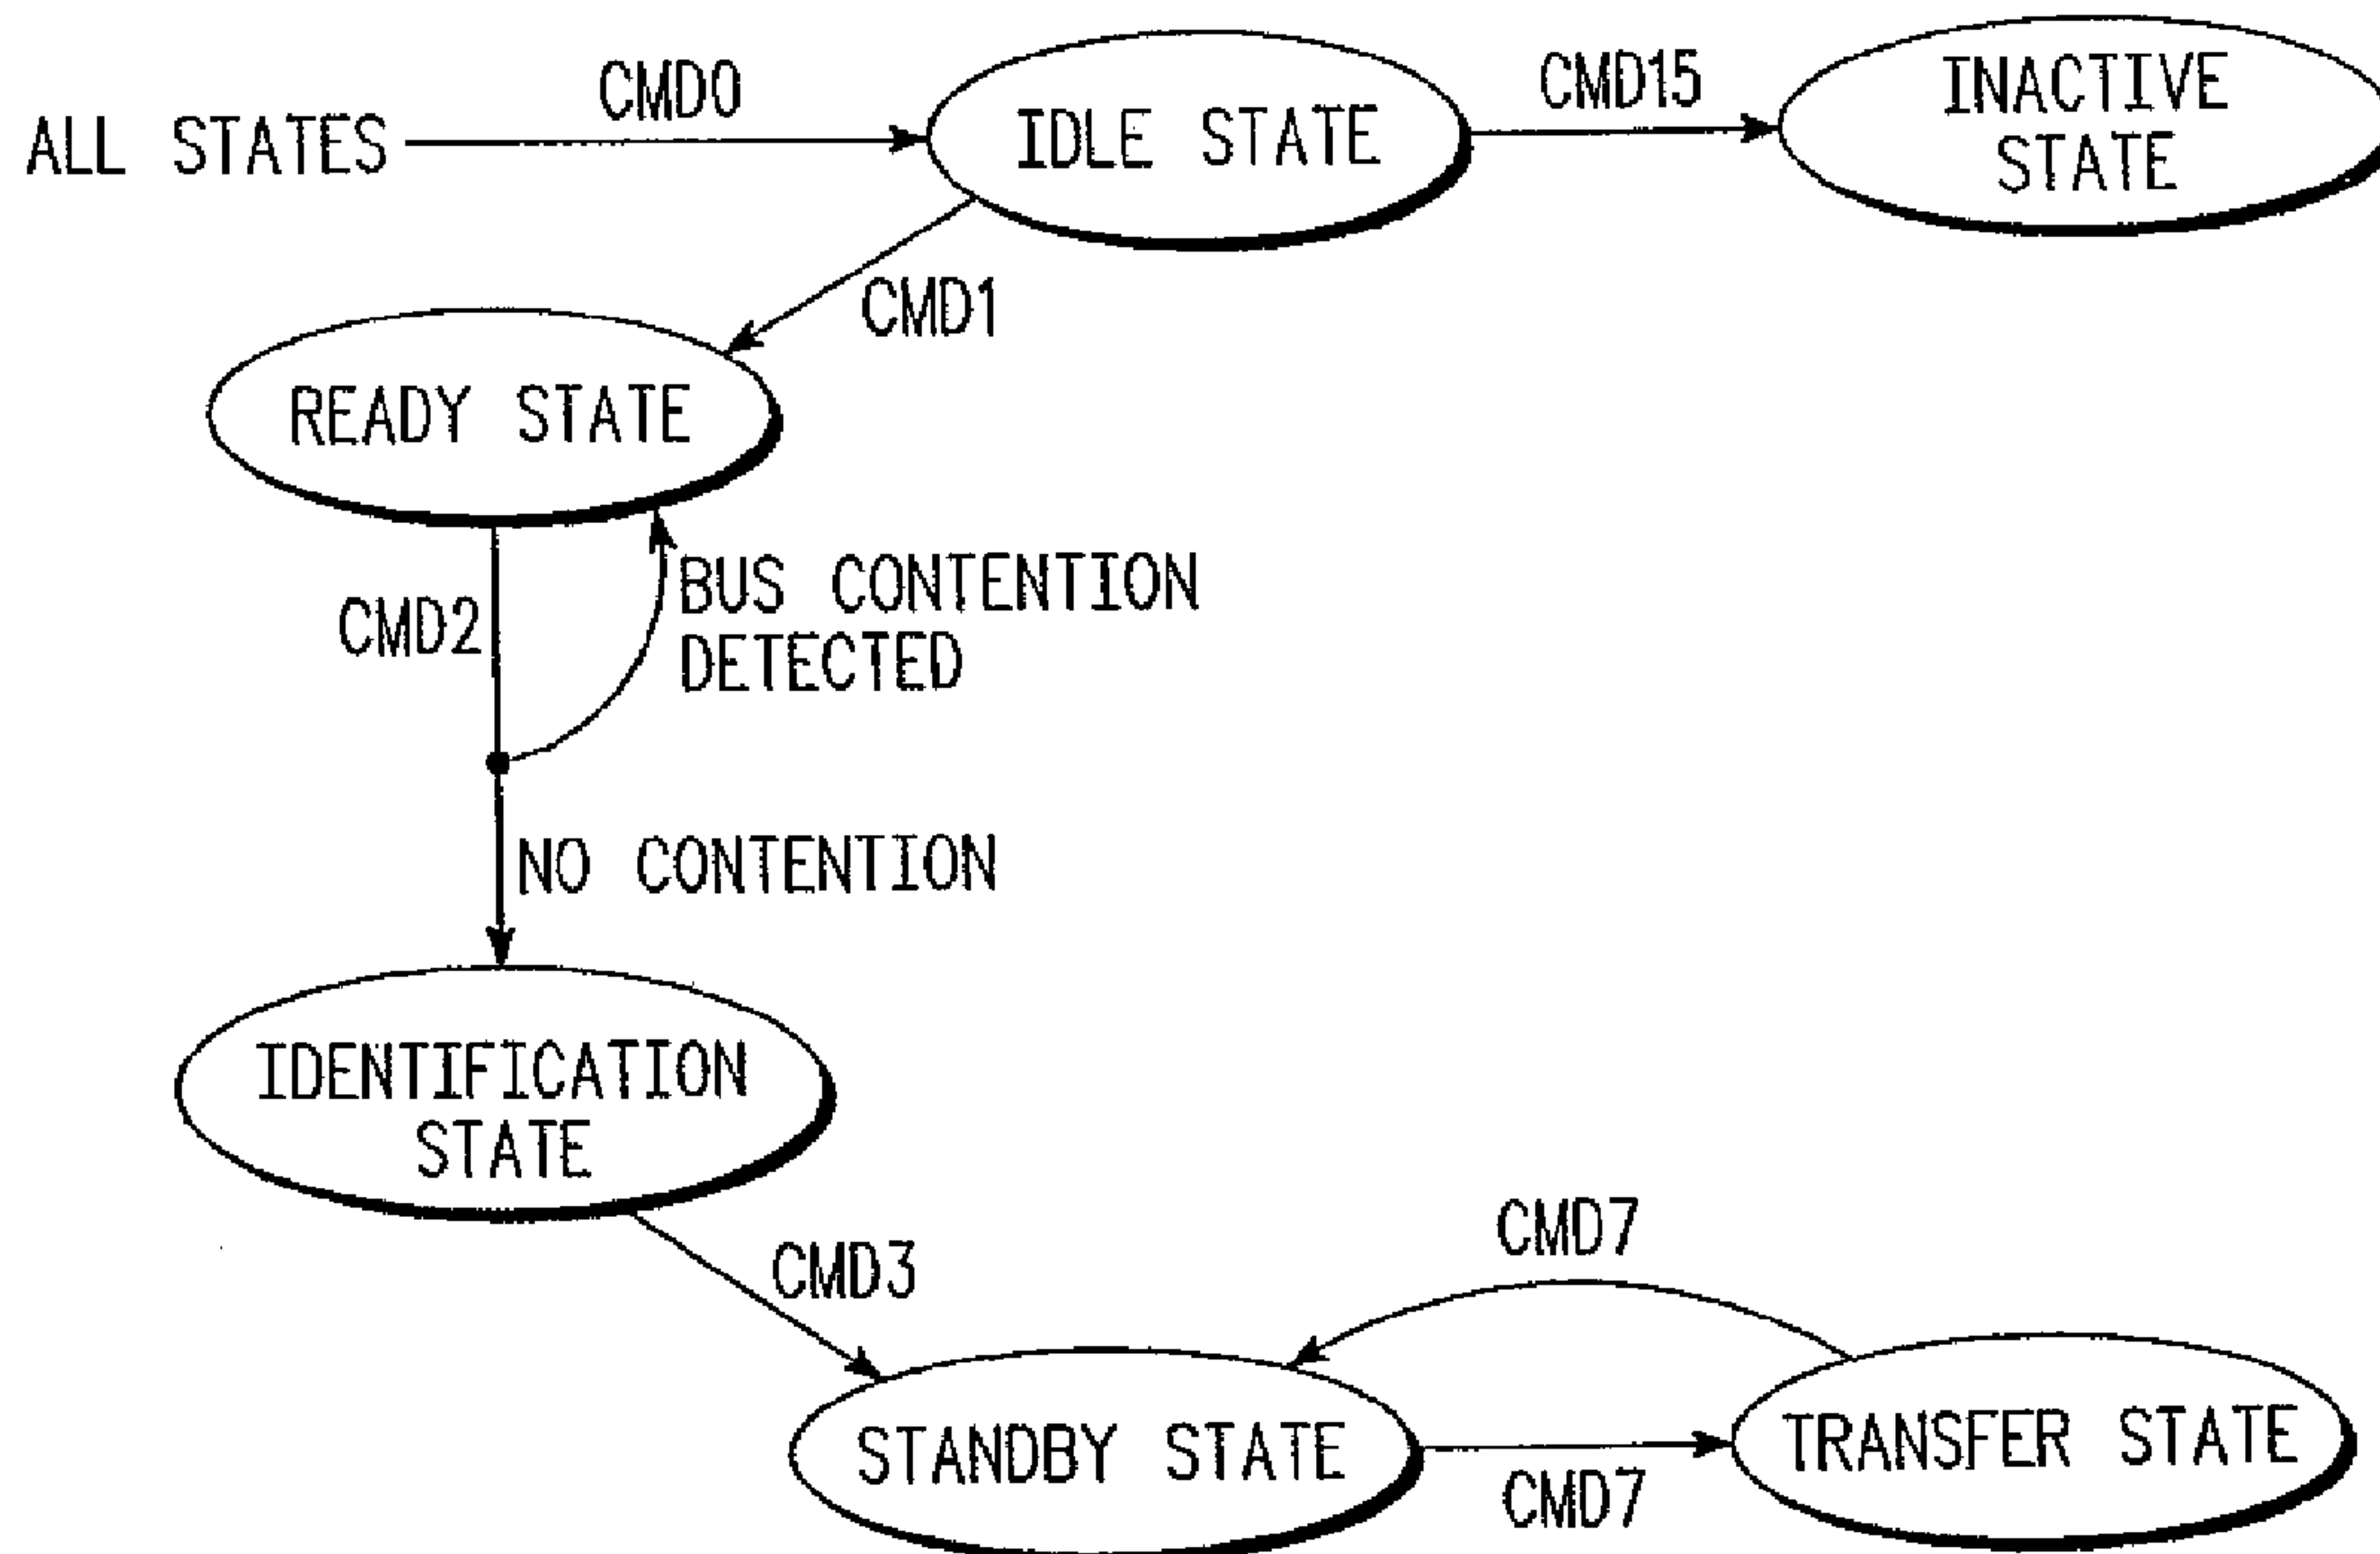 ALL STATES
CMD0
IDLE STATE
CMD15
INACTIVE
STATE
CMD1
READY STATE
CMD2
BUS CONTENTION
DETECTED
NO CONTENTION
IDENTIFICATION
STATE
CMD3
CMD7
STANDBY STATE
CMD7
TRANSFER STATE